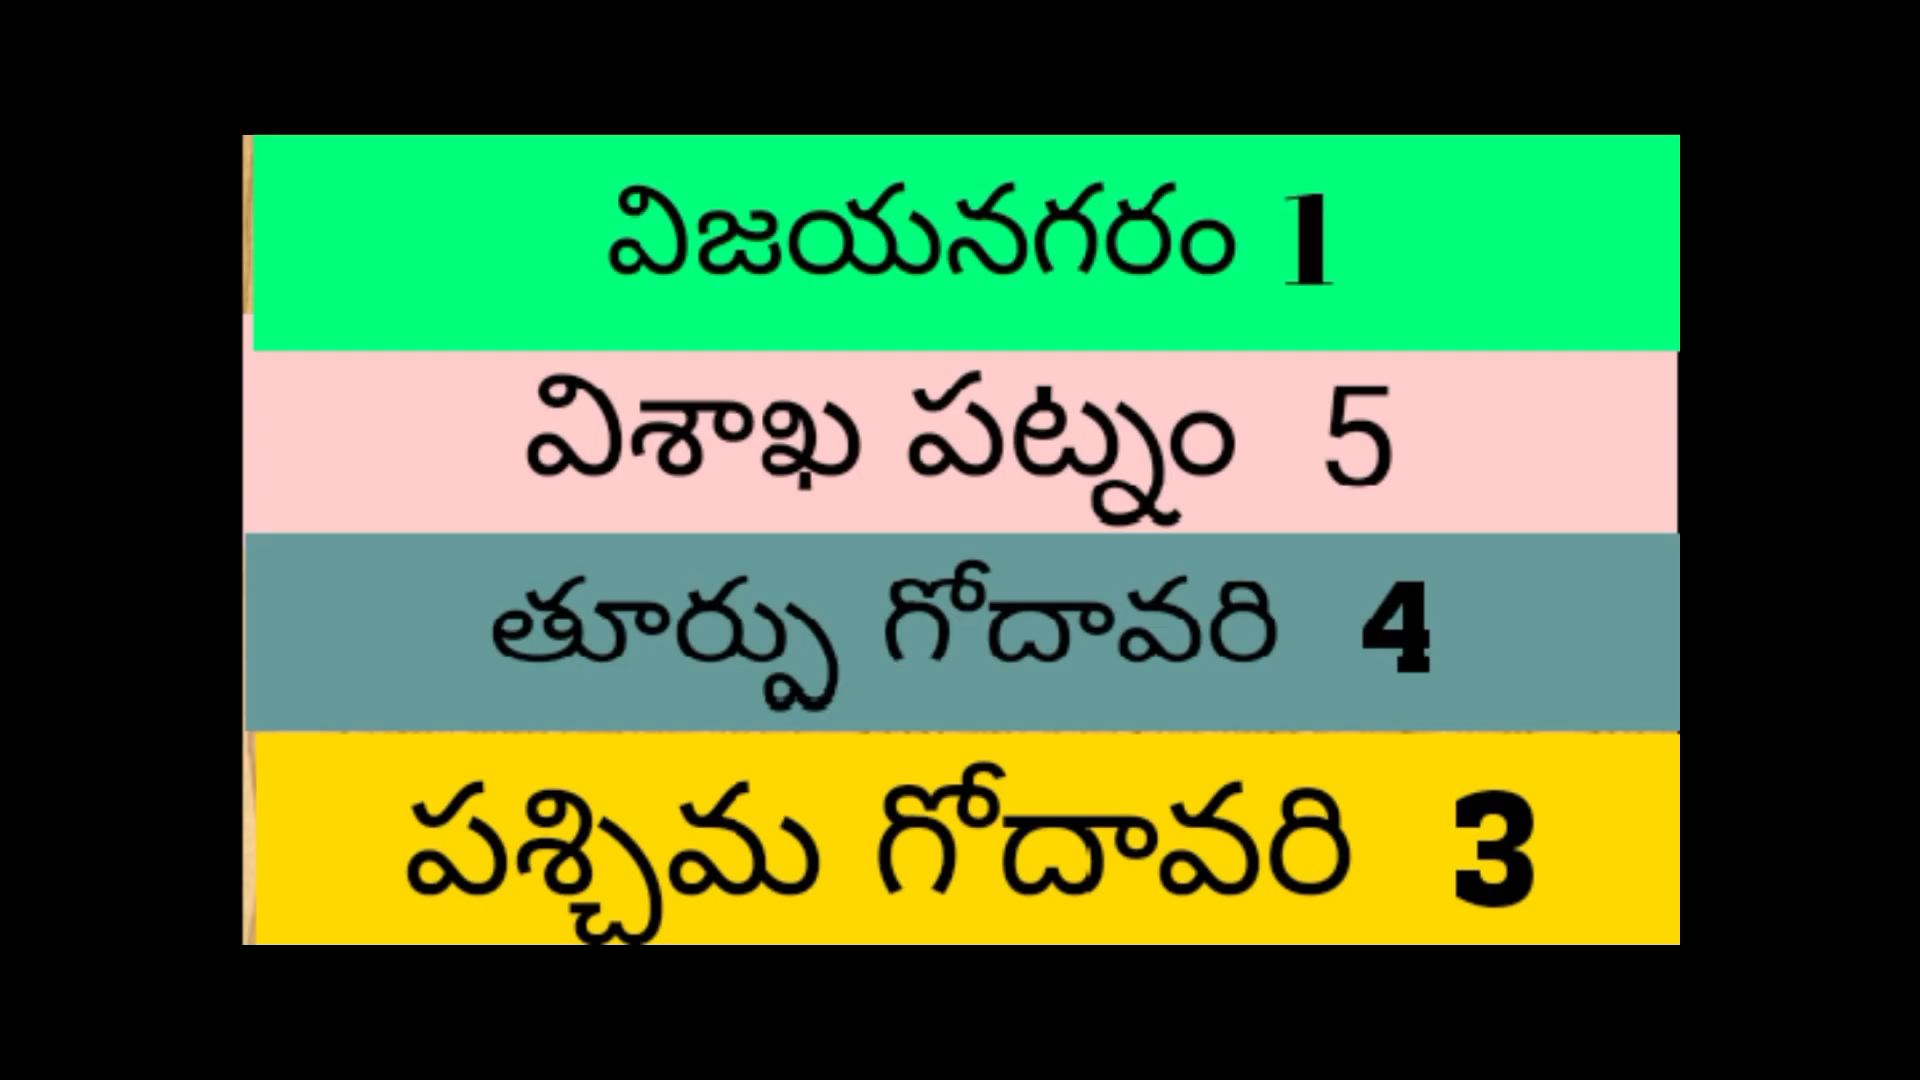 విజయనగరం 1
విశాఖ పట్నం 5
తూర్పు గోదావరి 4
పశ్చిమ గోదావరి 3